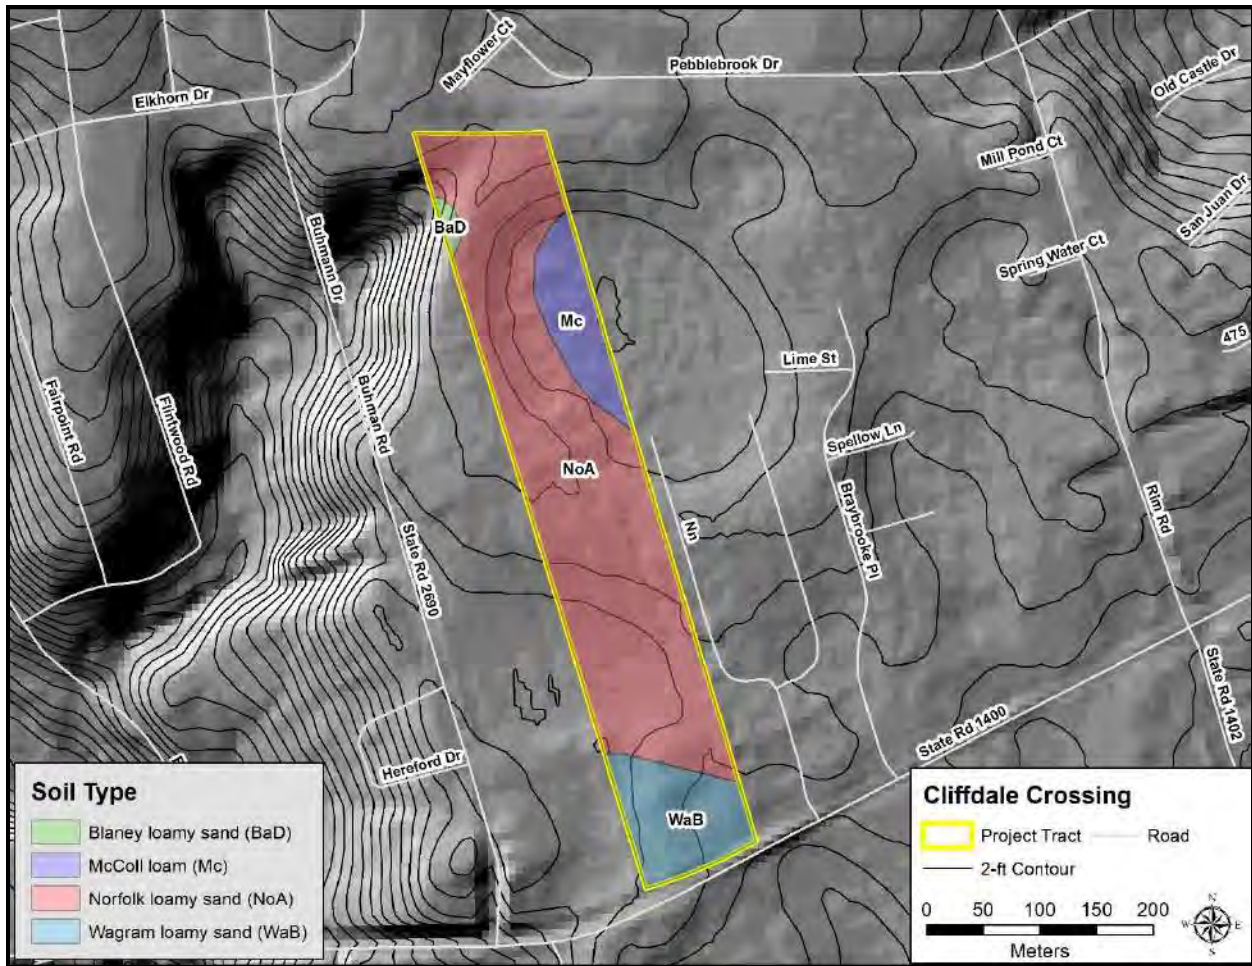 Mayflower Ct
Pebblebrook Dr
Old Castle Dr
Elkhorn Dr
Mill Pond Ct
San Juan Dr
BaD
Buhmann Dr
Spring Water Ct
Mc
475
Lime St
Fairpoint Rd
Flintwood Rd
Buhman Rd
Spellow Ln
NoA
Braybrooke Pl
Rim Rd
Nn
State Rd 2690
State Rd 1402
State Rd 1400
Hereford Dr
WaB
Soil Type
Blaney loamy sand (BaD)
McColl loam (Mc)
Norfolk loamy sand (NoA)
Wagram loamy sand (WaB)
Cliffdale Crossing
Project Tract
Road
2-ft Contour
0 50 100 150 200
Meters
N
W E
S